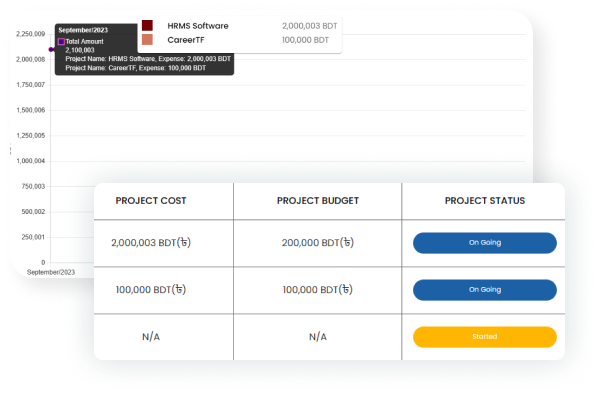 HRMS Software 2,000,003 BDT
CareerTF 100,000 BDT
September/2023
Total Amount
2,100,003
Project Name: HRMS Software, Expense: 2,000,003 BDT
Project Name: CareerTF, Expense: 100,000 BDT
2,250,009
2,000,008
1,750,007
1,500,006
1,250,005
1,000,004
750,003
500,002
250,001
0
September/2023
PROJECT COST PROJECT BUDGET PROJECT STATUS
2,000,003 BDT(৳) 200,000 BDT(৳) On Going
100,000 BDT(৳) 100,000 BDT(৳) On Going
N/A N/A Started